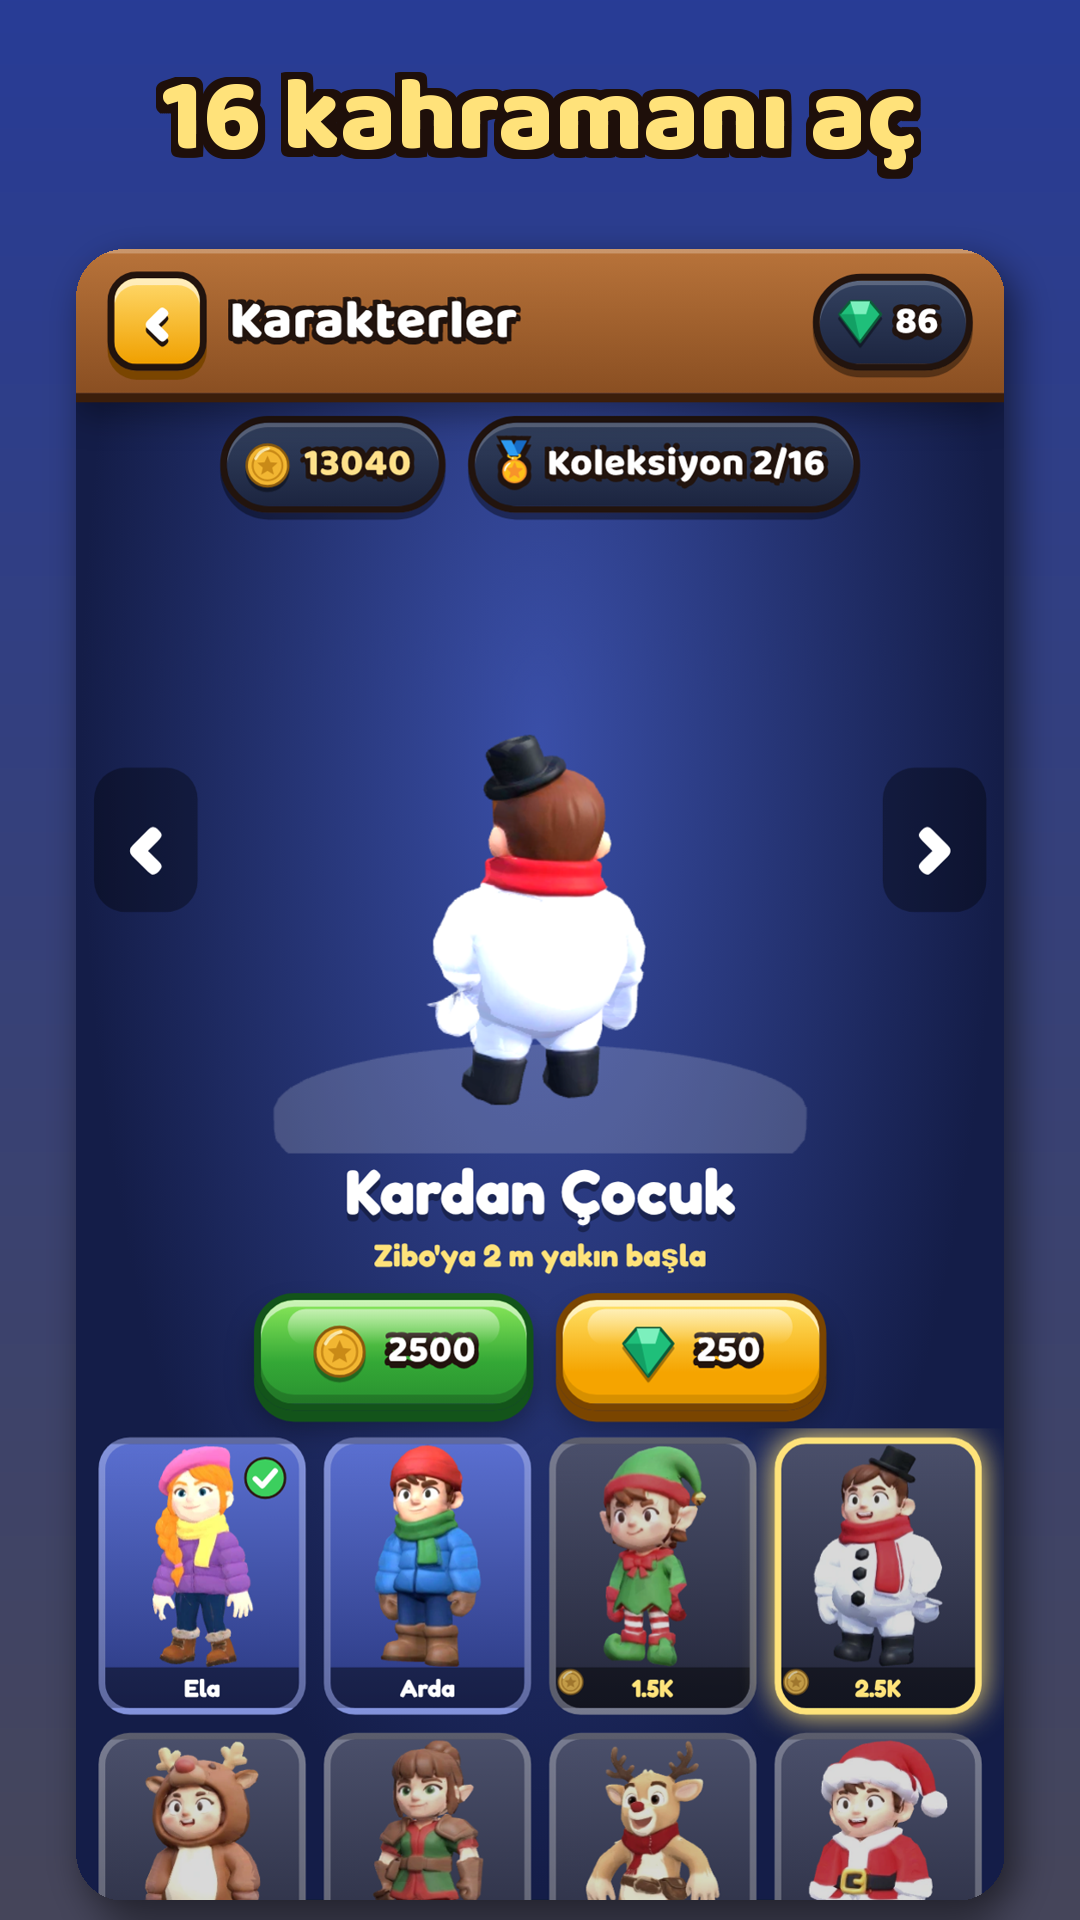 16 kahramanı aç
Karakterler
86
13040
Koleksiyon 2/16
Kardan Çocuk
Zibo'ya 2 m yakın başla
2500
250
Ela
Arda
1.5K
2.5K